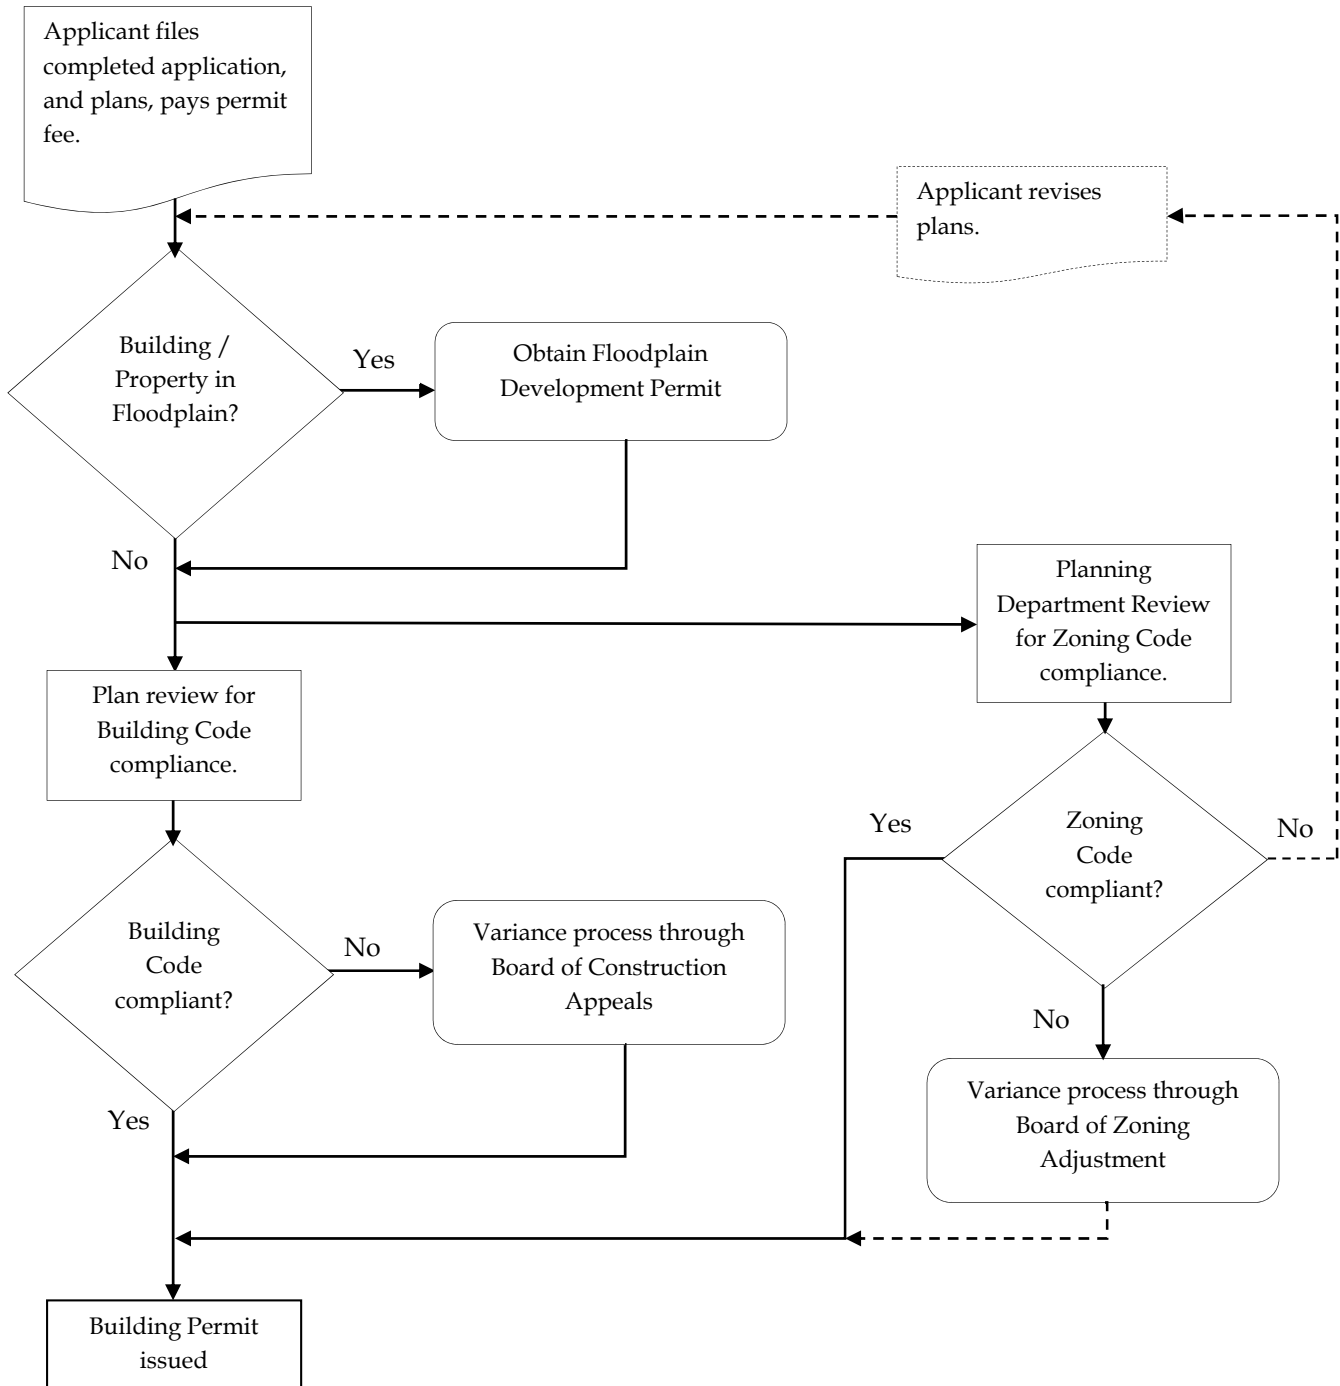 Applicant files
completed application,
and plans, pays permit
fee.
Applicant revises
plans.
Building /
Property in
Floodplain?
Yes
Obtain Floodplain
Development Permit
No
Planning
Department Review
for Zoning Code
compliance.
Plan review for
Building Code
compliance.
Yes
Zoning
Code
compliant?
No
Building
Code
compliant?
No
Variance process through
Board of Construction
Appeals
No
Variance process through
Board of Zoning
Adjustment
Yes
Building Permit
issued